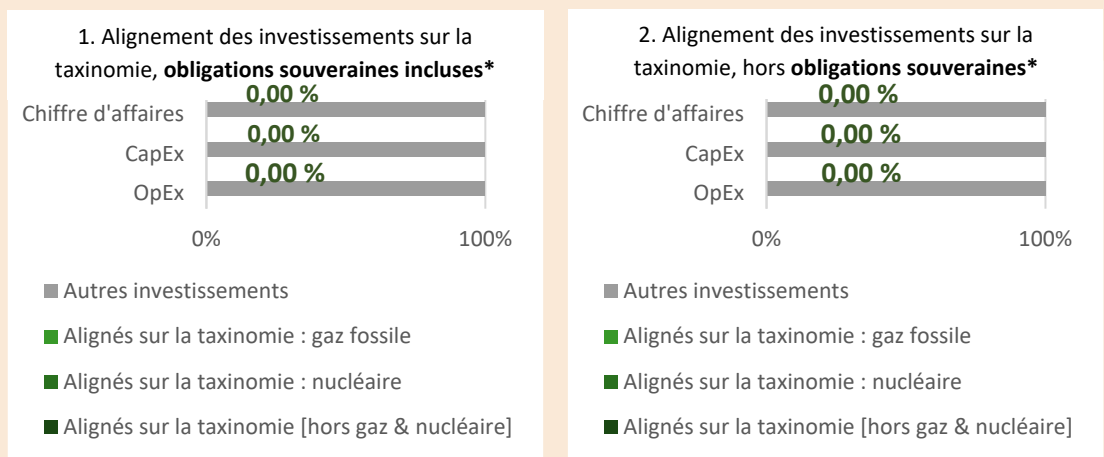 1. Alignement des investissements sur la
taxinomie, obligations souveraines incluses*
0,00 %
Chiffre d'affaires
0,00 %
CapEx
0,00 %
OpEx
0%
100%
Autres investissements
Alignés sur la taxinomie : gaz fossile
Alignés sur la taxinomie : nucléaire
Alignés sur la taxinomie [hors gaz & nucléaire]
2. Alignement des investissements sur la
taxinomie, hors obligations souveraines*
0,00 %
Chiffre d'affaires
0,00 %
CapEx
0,00 %
OpEx
0%
100%
Autres investissements
Alignés sur la taxinomie : gaz fossile
Alignés sur la taxinomie : nucléaire
Alignés sur la taxinomie [hors gaz & nucléaire]